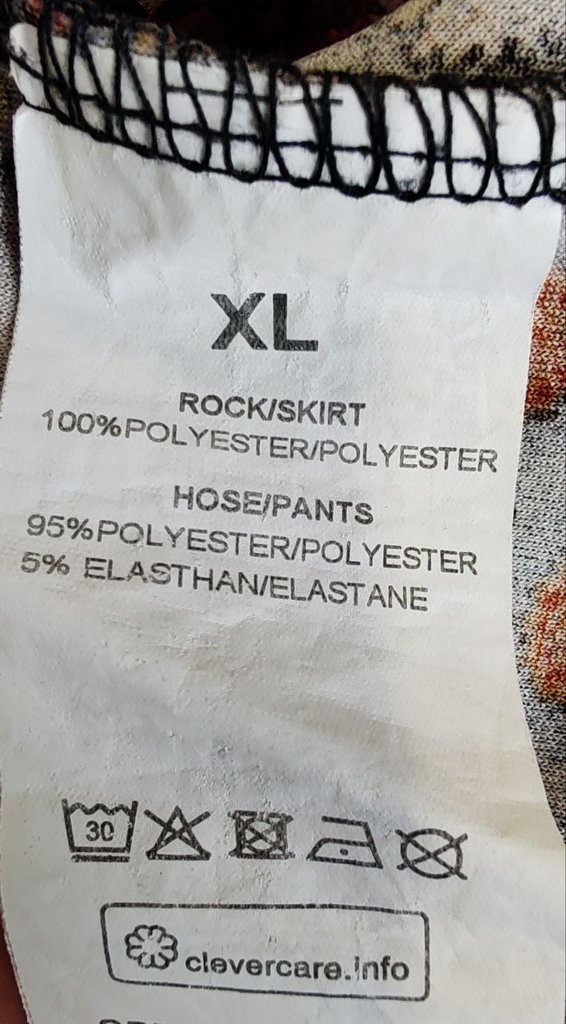 XL
ROCK/SKIRT
100%POLYESTER/POLYESTER
HOSE/PANTS
95%POLYESTER/POLYESTER
5% ELASTHAN/ELASTANE
30
clevercare.info